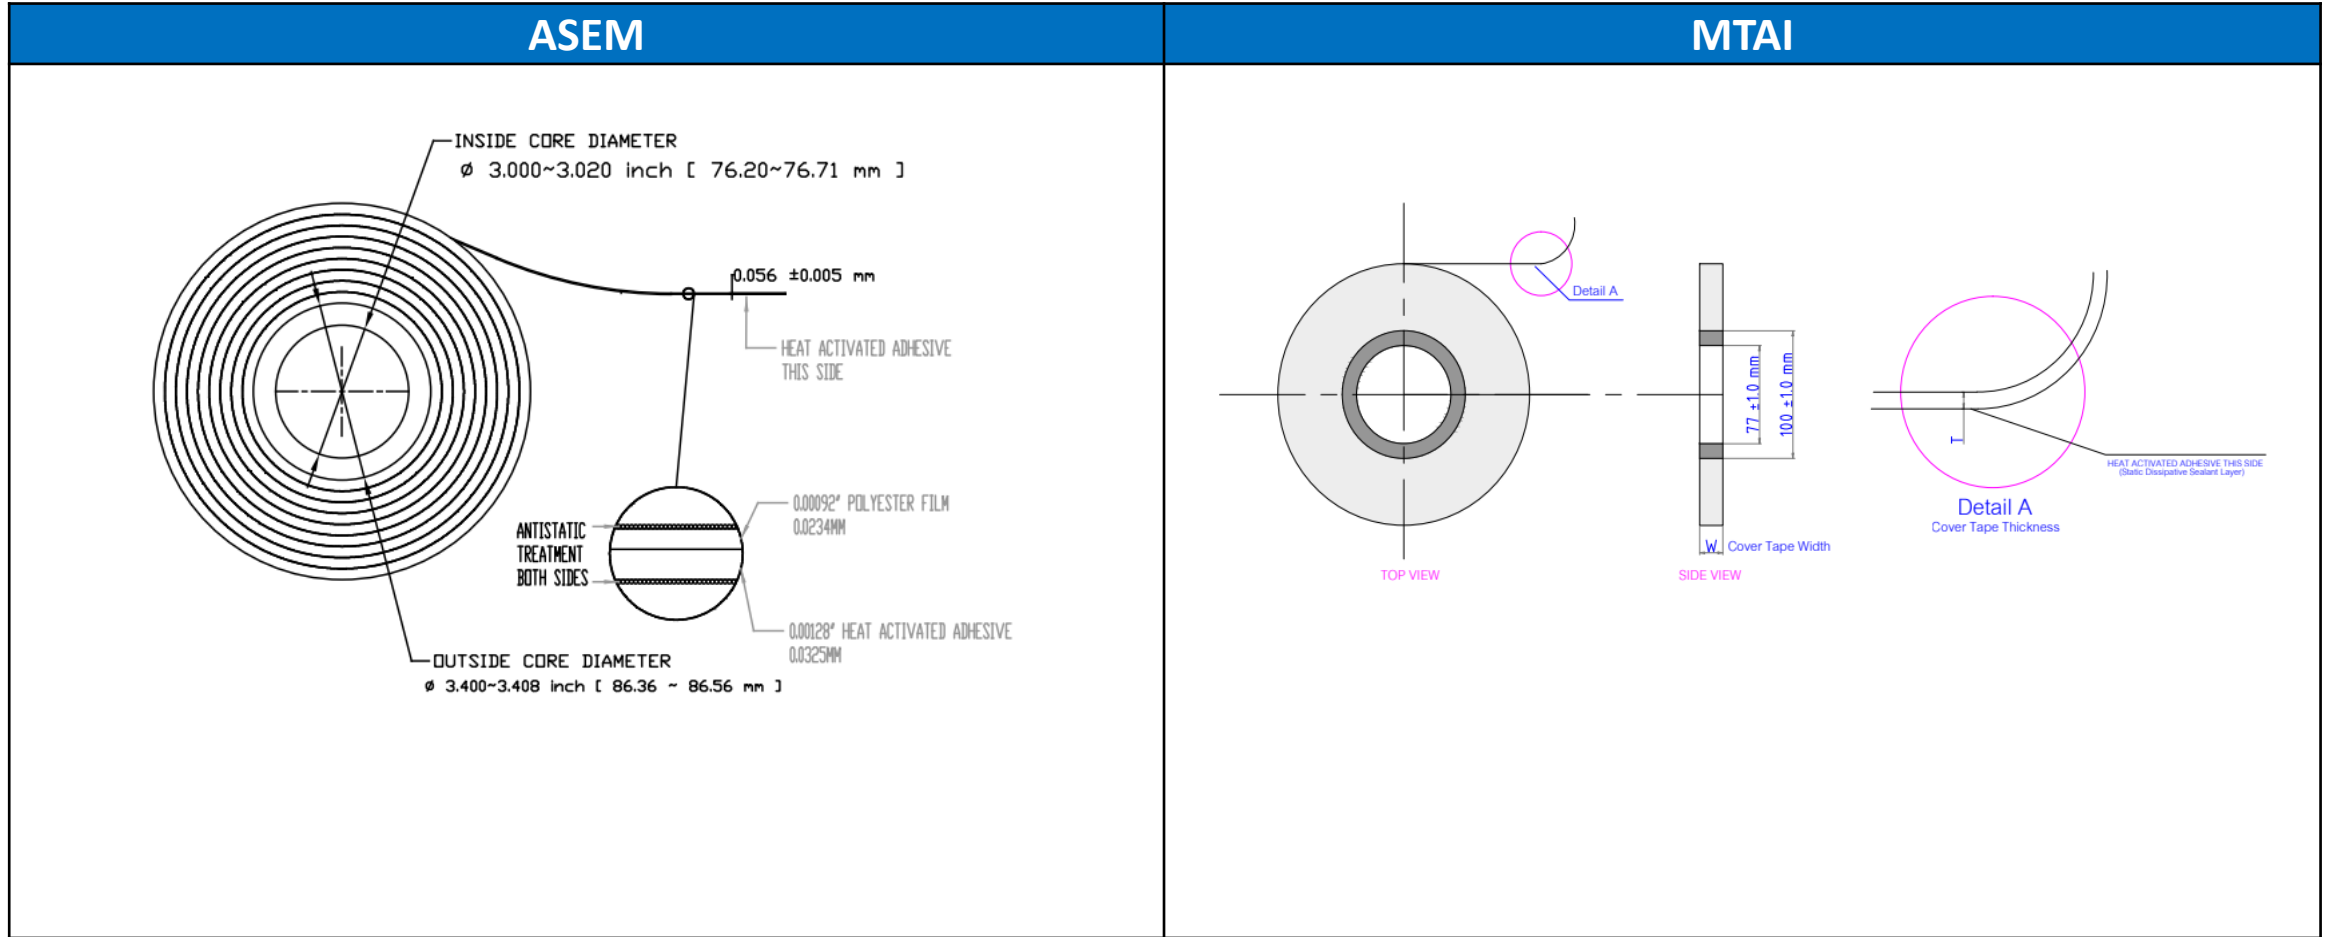 ASEM
MTAI
INSIDE CORE DIAMETER
ø 3.000~3.020 inch [ 76.20~76.71 mm ]
0.056 ±0.005 mm
HEAT ACTIVATED ADHESIVE
THIS SIDE
0.00092" POLYESTER FILM
0.0234MM
ANTISTATIC
TREATMENT
BOTH SIDES
0.00128" HEAT ACTIVATED ADHESIVE
0.0325MM
OUTSIDE CORE DIAMETER
ø 3.400~3.408 inch [ 86.36 ~ 86.56 mm ]
Detail A
TOP VIEW
77 ±1.0 mm
100 ±1.0 mm
W Cover Tape Width
SIDE VIEW
T
HEAT ACTIVATED ADHESIVE THIS SIDE
(Static Dissipative Sealant Layer)
Detail A
Cover Tape Thickness